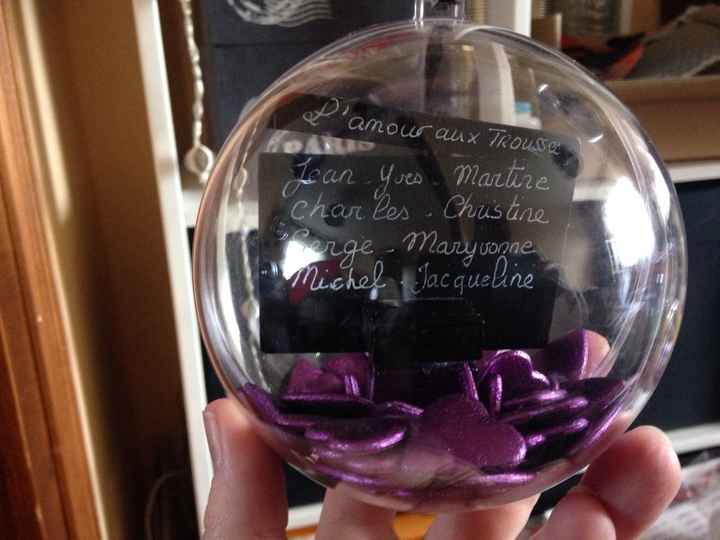 D'amour aux Trousses
Jean-Yves - Martine
Charles - Christine
Serge - Maryvonne
Michel - Jacqueline